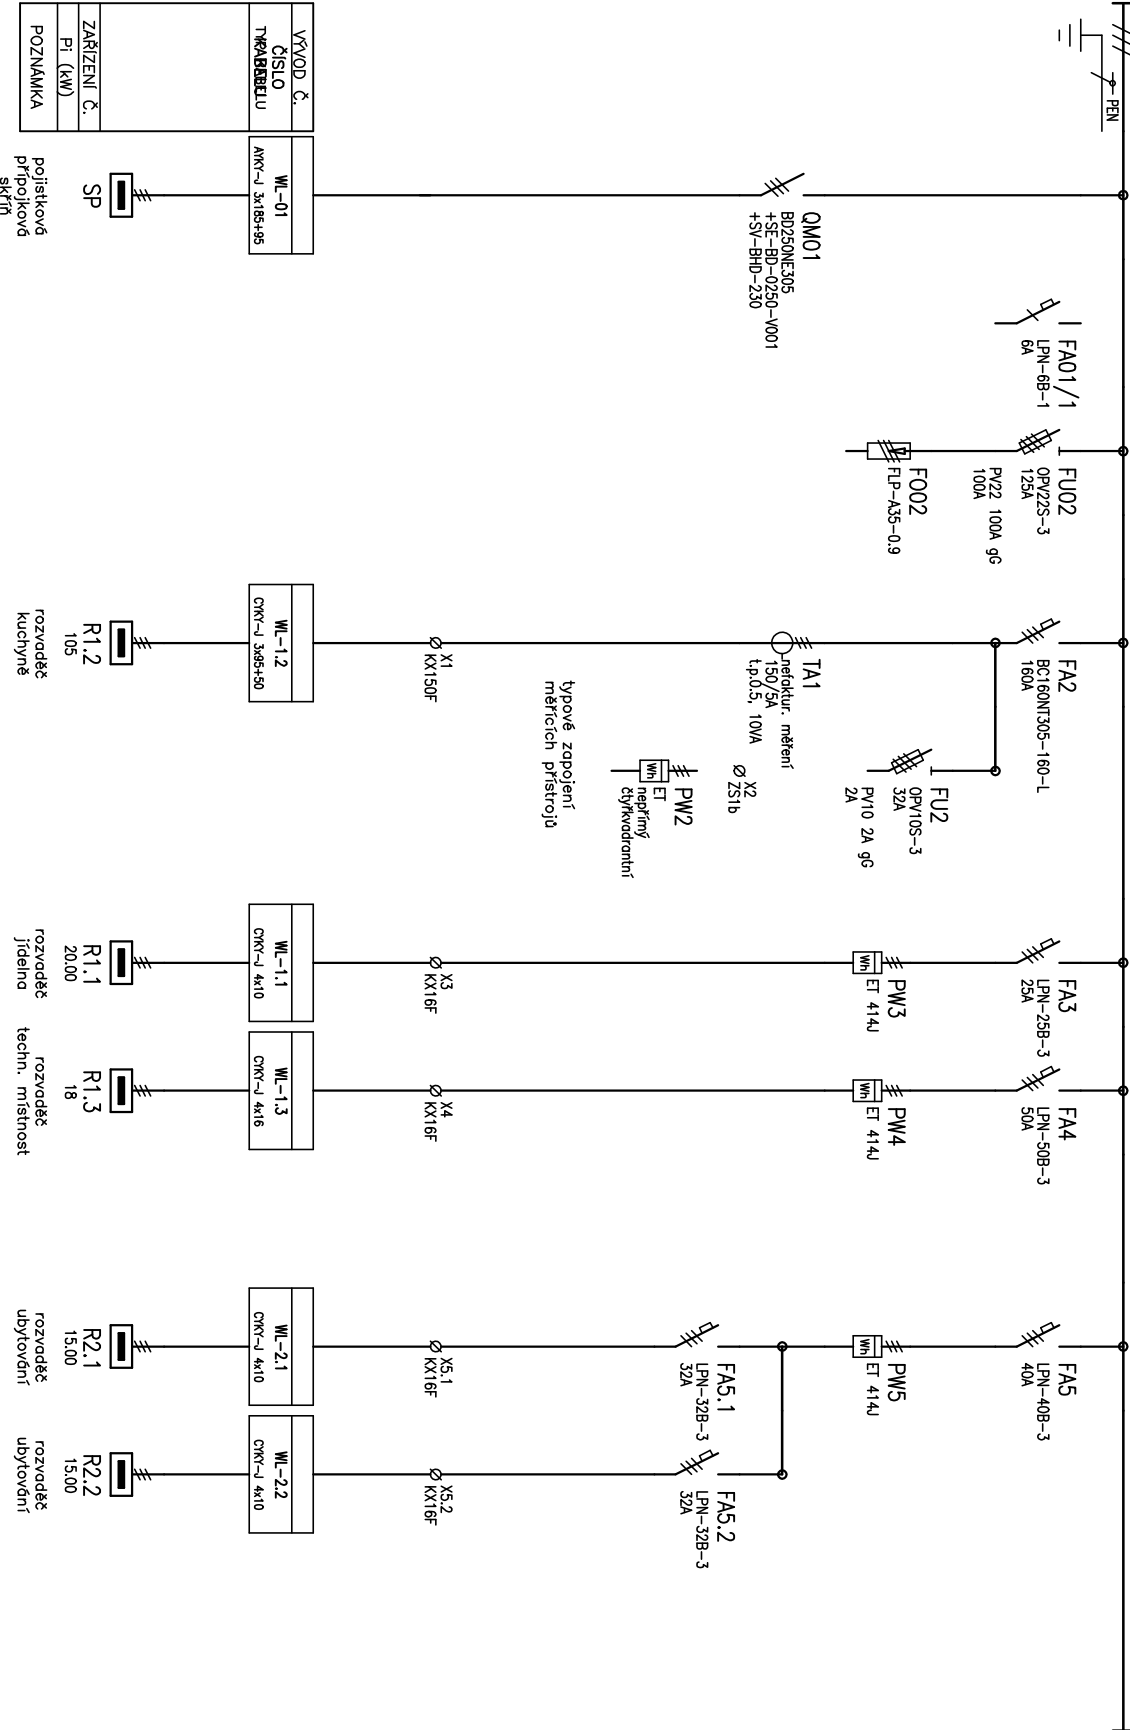 PEN
QM01
BD250NE305
+SE-BD-0250-V001
+SV-BHD-230
FA01/1
LPN-6B-1
6A
FU02
OPV22S-3
125A
PV22 100A gG
100A
FO02
FLP-A35-0.9
FA2
BC160NT305-160-L
160A
FU2
OPV10S-3
32A
PV10 2A gG
2A
TA1
nefaktur. měření
150/5A
t.p.0.5, 10VA
X2
ZS1b
PW2
Wh
ET
nepřímý
čtyřkvadrantní
typové zapojení
měřících přístrojů
FA3
LPN-25B-3
25A
PW3
Wh
ET 414J
FA4
LPN-50B-3
50A
PW4
Wh
ET 414J
FA5
LPN-40B-3
40A
PW5
Wh
ET 414J
FA5.1
LPN-32B-3
32A
FA5.2
LPN-32B-3
32A
X1
KX150F
X3
KX16F
X4
KX16F
X5.1
KX16F
X5.2
KX16F
VÝVOD Č.
ČÍSLO KABELU
TYP KABELU
ZAŘÍZENÍ Č.
Pi (kW)
POZNÁMKA
WL-01
AYKY-J 3x185+95
SP
pojistková
přípojková
skříň
WL-1.2
CYKY-J 3x95+50
R1.2
105
rozvaděč
kuchyně
WL-1.1
CYKY-J 4x10
R1.1
20.00
rozvaděč
jídelna
WL-1.3
CYKY-J 4x16
R1.3
18
rozvaděč
techn. místnost
WL-2.1
CYKY-J 4x10
R2.1
15.00
rozvaděč
ubytování
WL-2.2
CYKY-J 4x10
R2.2
15.00
rozvaděč
ubytování